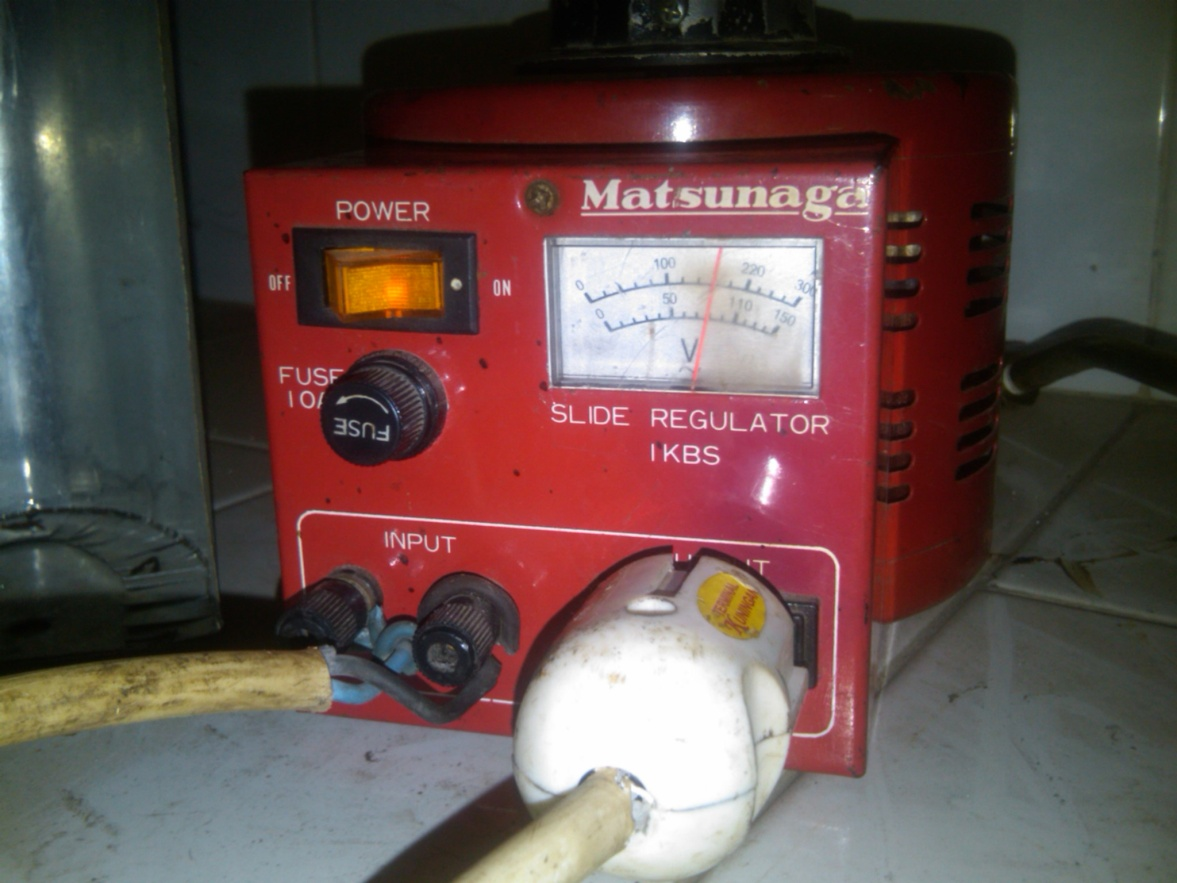 Matsunaga
POWER
OFF
ON
0 100 220 300
0 50 110 150
V
FUSE
10A
FUSE
SLIDE REGULATOR
1KBS
INPUT